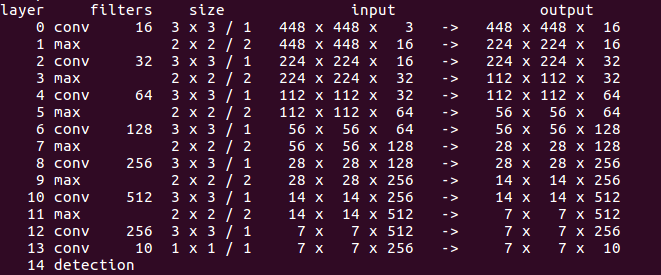 layer     filters    size              input                output
    0 conv     16  3 x 3 / 1   448 x 448 x   3   ->   448 x 448 x  16
    1 max          2 x 2 / 2   448 x 448 x  16   ->   224 x 224 x  16
    2 conv     32  3 x 3 / 1   224 x 224 x  16   ->   224 x 224 x  32
    3 max          2 x 2 / 2   224 x 224 x  32   ->   112 x 112 x  32
    4 conv     64  3 x 3 / 1   112 x 112 x  32   ->   112 x 112 x  64
    5 max          2 x 2 / 2   112 x 112 x  64   ->    56 x  56 x  64
    6 conv    128  3 x 3 / 1    56 x  56 x  64   ->    56 x  56 x 128
    7 max          2 x 2 / 2    56 x  56 x 128   ->    28 x  28 x 128
    8 conv    256  3 x 3 / 1    28 x  28 x 128   ->    28 x  28 x 256
    9 max          2 x 2 / 2    28 x  28 x 256   ->    14 x  14 x 256
   10 conv    512  3 x 3 / 1    14 x  14 x 256   ->    14 x  14 x 512
   11 max          2 x 2 / 2    14 x  14 x 512   ->     7 x   7 x 512
   12 conv    256  3 x 3 / 1     7 x   7 x 512   ->     7 x   7 x 256
   13 conv     10  1 x 1 / 1     7 x   7 x 256   ->     7 x   7 x  10
   14 detection